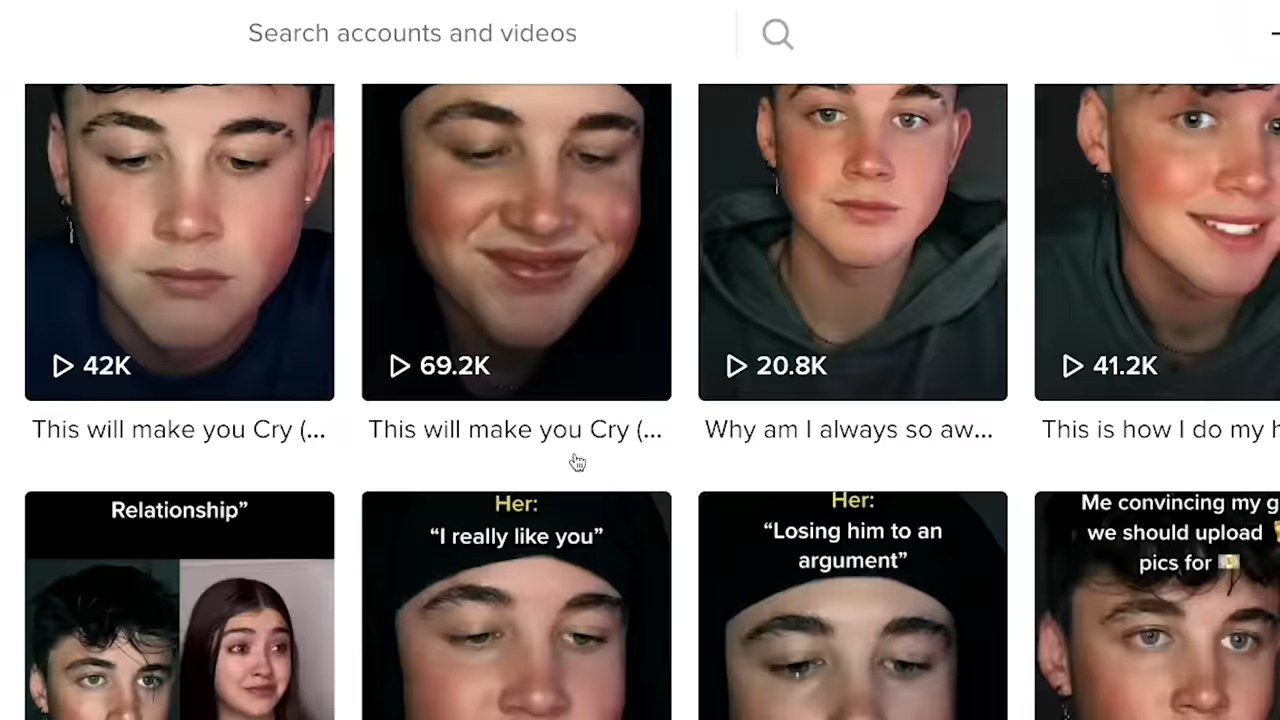 Search accounts and videos
42K
69.2K
20.8K
41.2K
This will make you Cry (...
This will make you Cry (...
Why am I always so aw...
This is how I do my h
Relationship”
Her:
“I really like you”
Her:
“Losing him to an
argument”
Me convincing my g
we should upload
pics for